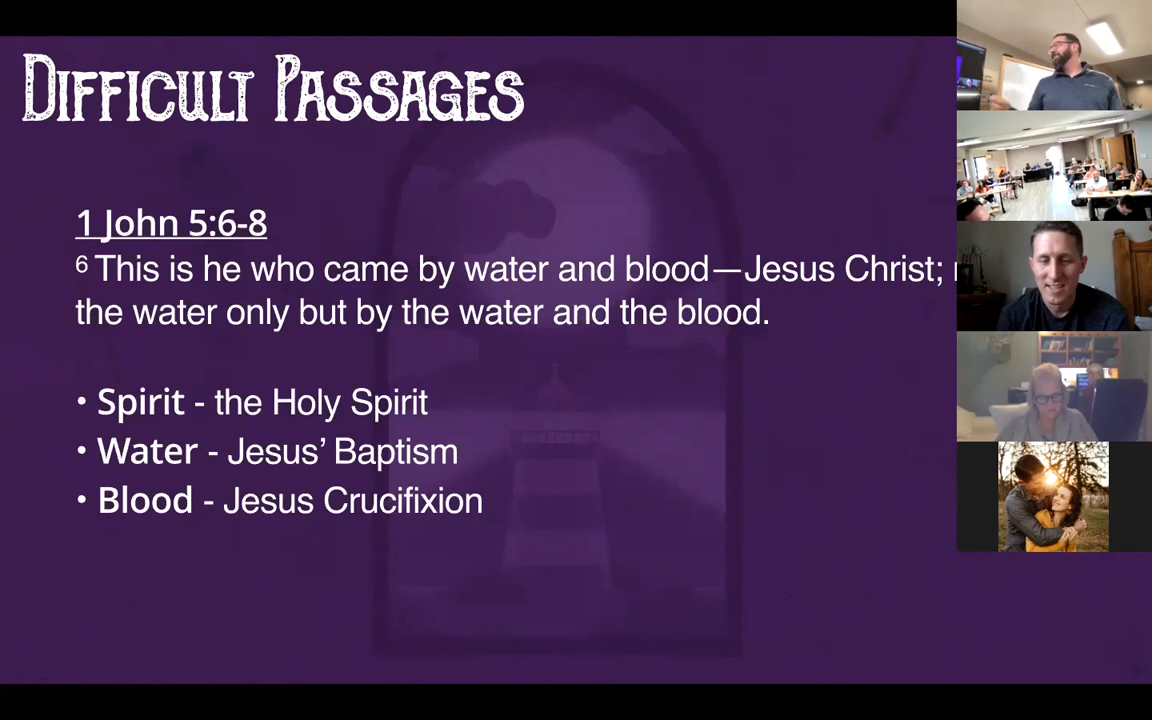 Difficult Passages
1 John 5:6-8
6 This is he who came by water and blood—Jesus Christ;
the water only but by the water and the blood.
• Spirit - the Holy Spirit
• Water - Jesus’ Baptism
• Blood - Jesus Crucifixion